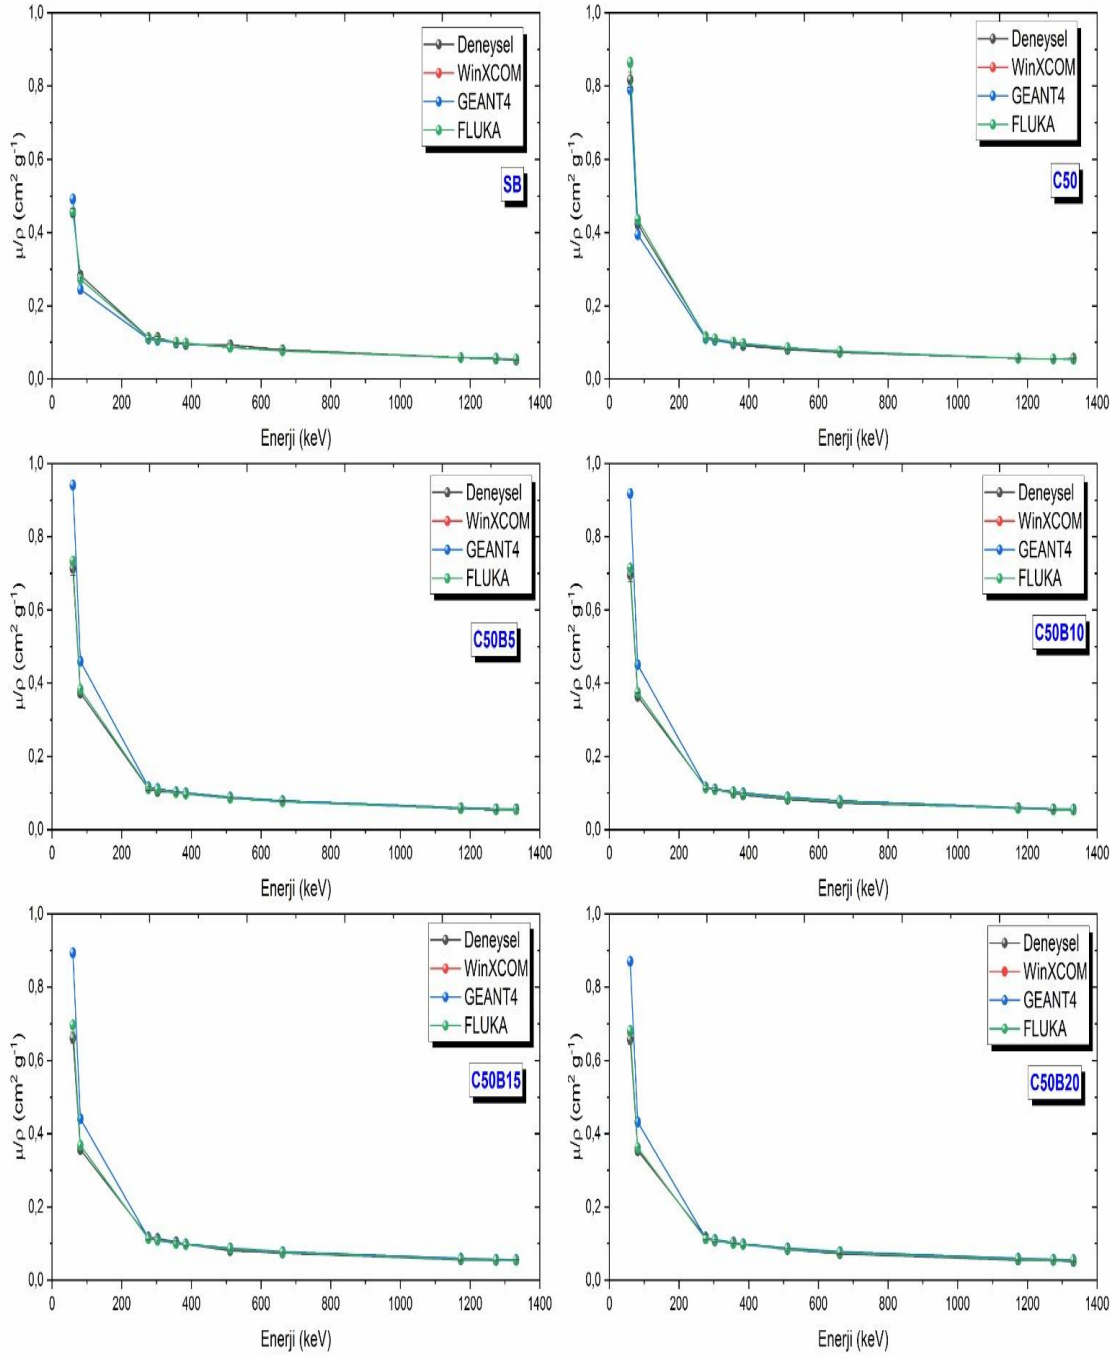 1,0
0,8
0,6
0,4
0,2
0,0
μ/ρ (cm² g⁻¹)
Deneysel
WinXCOM
GEANT4
FLUKA
SB
0 200 400 600 800 1000 1200 1400
Enerji (keV)
1,0
0,8
0,6
0,4
0,2
0,0
μ/ρ (cm² g⁻¹)
Deneysel
WinXCOM
GEANT4
FLUKA
C50
0 200 400 600 800 1000 1200 1400
Enerji (keV)
1,0
0,8
0,6
0,4
0,2
0,0
μ/ρ (cm² g⁻¹)
Deneysel
WinXCOM
GEANT4
FLUKA
C50B5
0 200 400 600 800 1000 1200 1400
Enerji (keV)
1,0
0,8
0,6
0,4
0,2
0,0
μ/ρ (cm² g⁻¹)
Deneysel
WinXCOM
GEANT4
FLUKA
C50B10
0 200 400 600 800 1000 1200 1400
Enerji (keV)
1,0
0,8
0,6
0,4
0,2
0,0
μ/ρ (cm² g⁻¹)
Deneysel
WinXCOM
GEANT4
FLUKA
C50B15
0 200 400 600 800 1000 1200 1400
Enerji (keV)
1,0
0,8
0,6
0,4
0,2
0,0
μ/ρ (cm² g⁻¹)
Deneysel
WinXCOM
GEANT4
FLUKA
C50B20
0 200 400 600 800 1000 1200 1400
Enerji (keV)